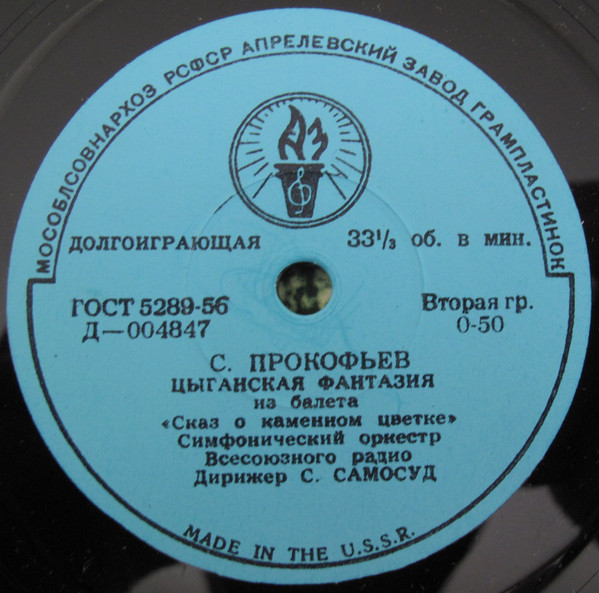 МОСОБЛСОВНАРХОЗ РСФСР АПРЕЛЕВСКИЙ ЗАВОД ГРАМПЛАСТИНОК
АЗ
ДОЛГОИГРАЮЩАЯ 33⅓ об. в мин.
ГОСТ 5289-56 Вторая гр.
Д—004847 0-50
С. ПРОКОФЬЕВ
ЦЫГАНСКАЯ ФАНТАЗИЯ
из балета
«Сказ о каменном цветке»
Симфонический оркестр
Всесоюзного радио
Дирижер С. САМОСУД
MADE IN THE U.S.S.R.